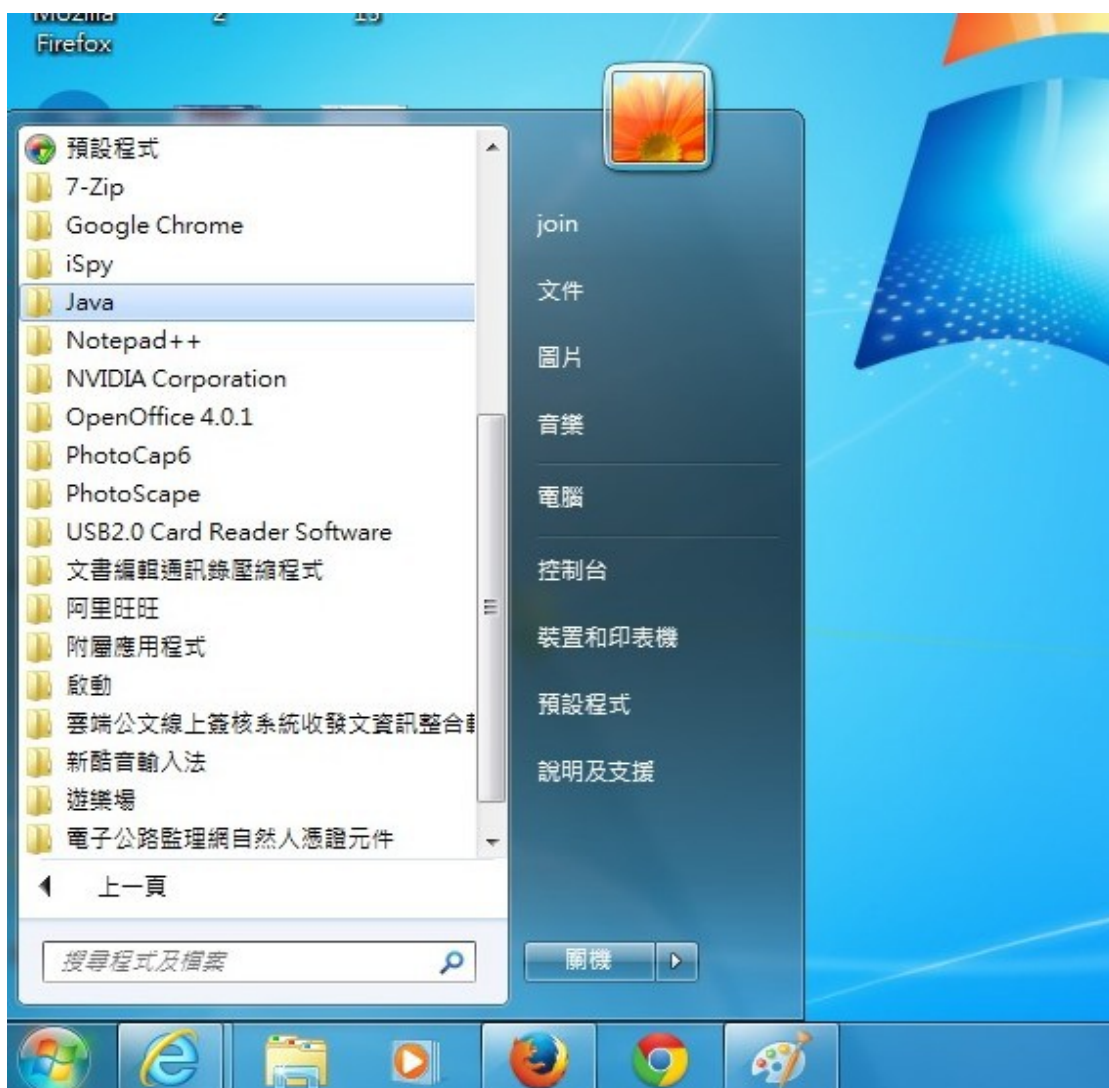 Mozilla
Firefox
2
15
預設程式
7-Zip
Google Chrome
iSpy
Java
Notepad++
NVIDIA Corporation
OpenOffice 4.0.1
PhotoCap6
PhotoScape
USB2.0 Card Reader Software
文書編輯通訊錄壓縮程式
阿里旺旺
附屬應用程式
啟動
雲端公文線上簽核系統收發文資訊整合
新酷音輸入法
遊樂場
電子公路監理網自然人憑證元件
上一頁
搜尋程式及檔案
join
文件
圖片
音樂
電腦
控制台
裝置和印表機
預設程式
說明及支援
關機